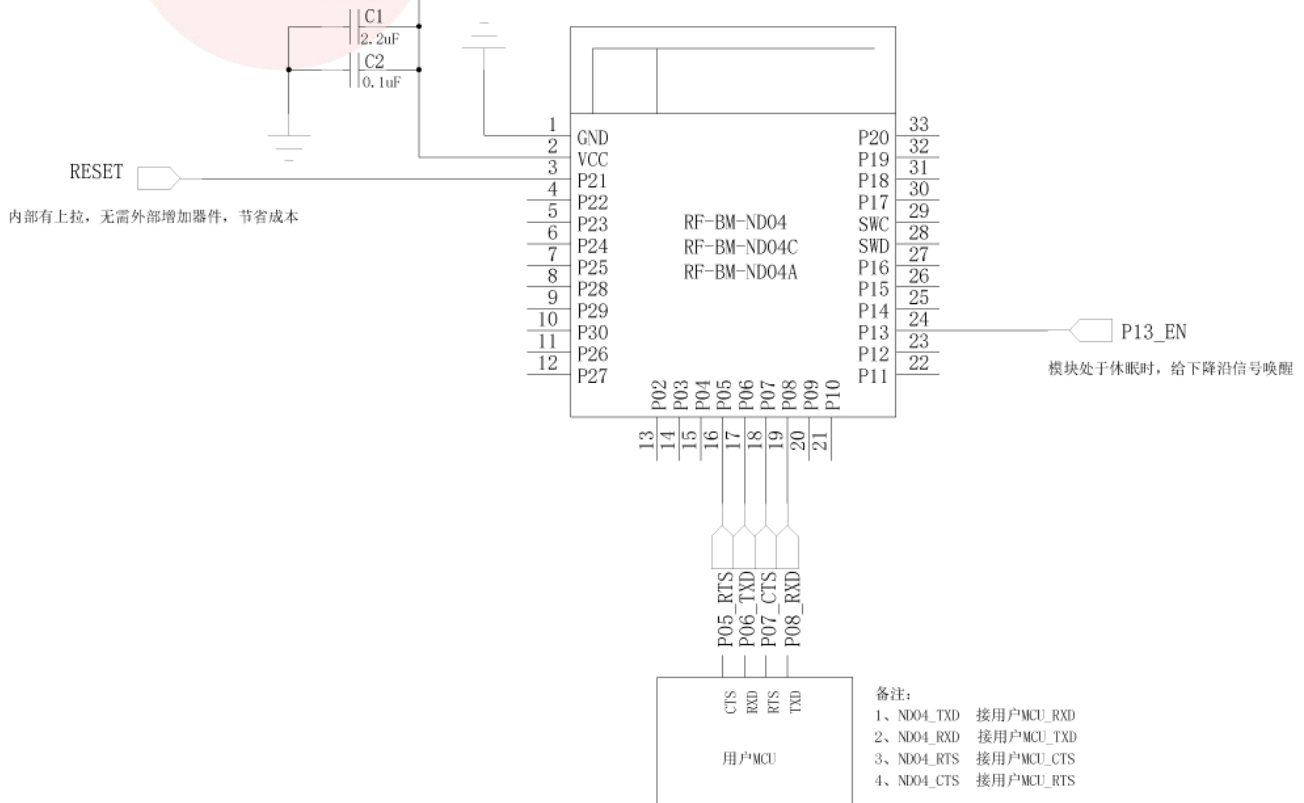 C1
2.2uF
C2
0.1uF
RESET
内部有上拉，无需外部增加器件，节省成本
1
GND
2
VCC
3
P21
4
P22
5
P23
6
P24
7
P25
8
P28
9
P29
10
P30
11
P26
12
P27
RF-BM-ND04
RF-BM-ND04C
RF-BM-ND04A
33
P20
32
P19
31
P18
30
P17
29
SWC
28
SWD
27
P16
26
P15
25
P14
24
P13
23
P12
22
P11
P13_EN
模块处于休眠时，给下降沿信号唤醒
P02
P03
P04
P05
P06
P07
P08
P09
P10
13
14
15
16
17
18
19
20
21
P05_RTS
P06_TXD
P07_CTS
P08_RXD
CTS
RXD
RTS
TXD
用户MCU
备注：
1、ND04_TXD 接用户MCU_RXD
2、ND04_RXD 接用户MCU_TXD
3、ND04_RTS 接用户MCU_CTS
4、ND04_CTS 接用户MCU_RTS